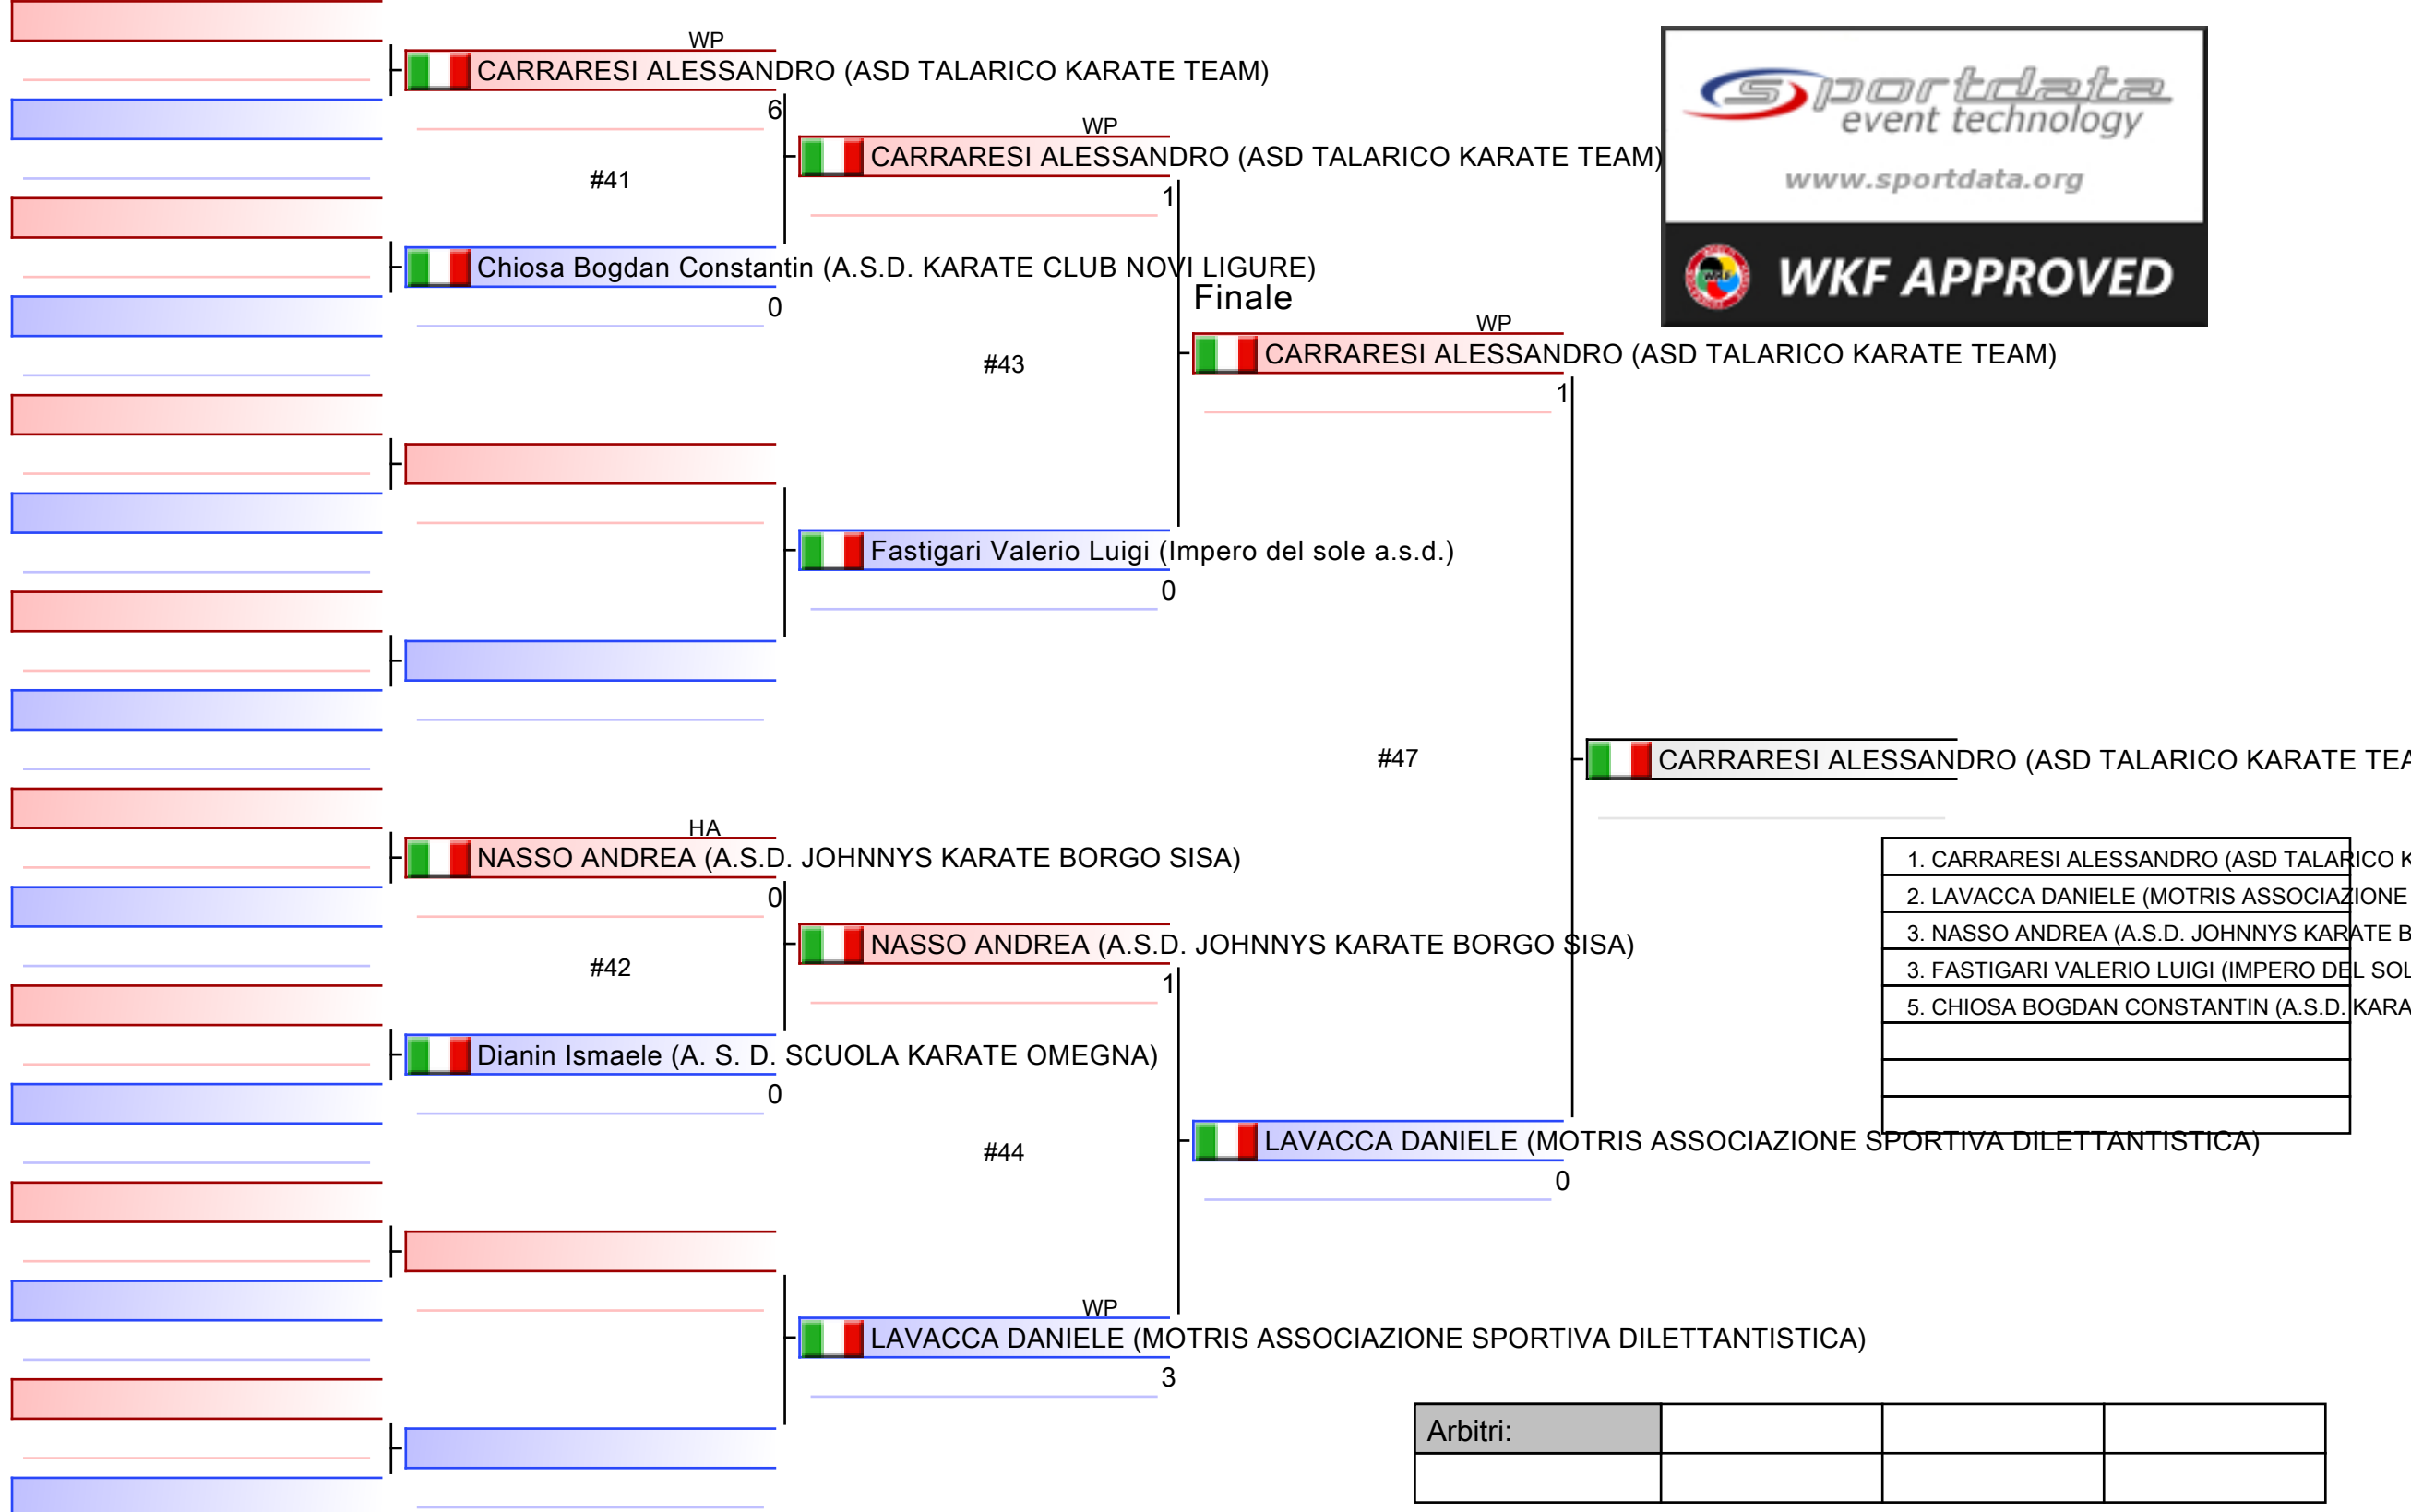 WP
CARRARESI ALESSANDRO (ASD TALARICO KARATE TEAM)
6
#41
Chiosa Bogdan Constantin (A.S.D. KARATE CLUB NOVI LIGURE)
0
WP
CARRARESI ALESSANDRO (ASD TALARICO KARATE TEAM)
1
#43
Fastigari Valerio Luigi (Impero del sole a.s.d.)
0
HA
NASSO ANDREA (A.S.D. JOHNNYS KARATE BORGO SISA)
0
#42
Dianin Ismaele (A. S. D. SCUOLA KARATE OMEGNA)
0
NASSO ANDREA (A.S.D. JOHNNYS KARATE BORGO SISA)
1
#44
WP
LAVACCA DANIELE (MOTRIS ASSOCIAZIONE SPORTIVA DILETTANTISTICA)
3
Finale
WP
CARRARESI ALESSANDRO (ASD TALARICO KARATE TEAM)
1
#47
LAVACCA DANIELE (MOTRIS ASSOCIAZIONE SPORTIVA DILETTANTISTICA)
0
CARRARESI ALESSANDRO (ASD TALARICO KARATE TEA
sportdata
event technology
www.sportdata.org
WKF
WKF APPROVED
1. CARRARESI ALESSANDRO (ASD TALARICO K
2. LAVACCA DANIELE (MOTRIS ASSOCIAZIONE
3. NASSO ANDREA (A.S.D. JOHNNYS KARATE B
3. FASTIGARI VALERIO LUIGI (IMPERO DEL SOL
5. CHIOSA BOGDAN CONSTANTIN (A.S.D. KARA
Arbitri: